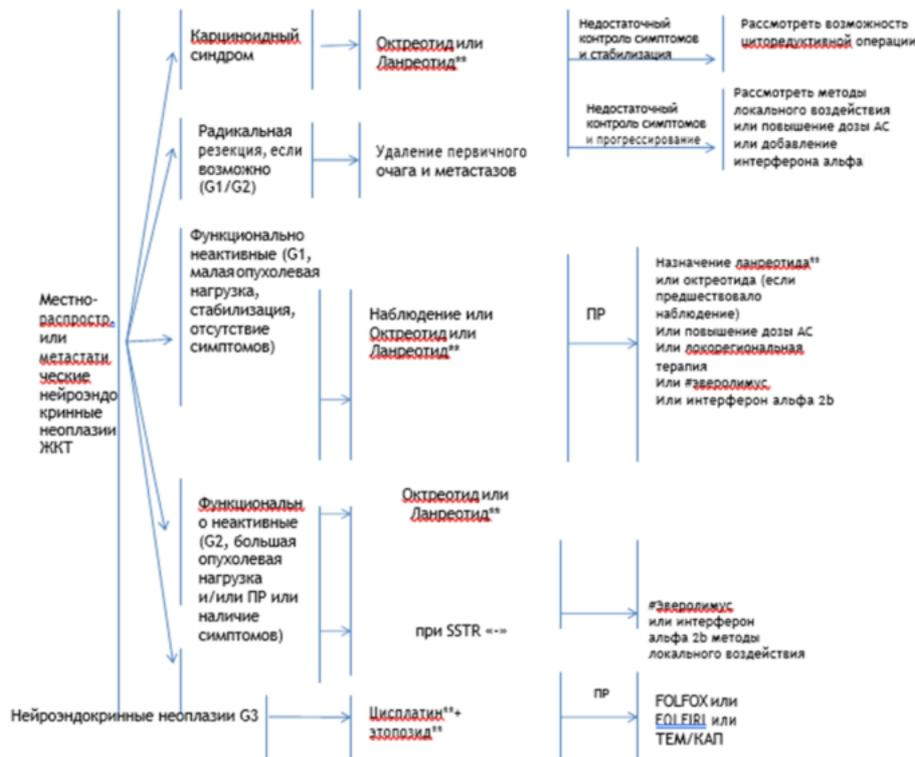 Карциноидный
синдром
Октреотид или
Ланреотид**
Недостаточный
контроль симптомов
и стабилизация
Рассмотреть возможность
циторедуктивной операции
Недостаточный
контроль симптомов
и прогрессирование
Рассмотреть методы
локального воздействия
или повышение дозы АС
или добавление
интерферона альфа
Радикальная
резекция, если
возможно
(G1/G2)
Удаление первичного
очага и метастазов
Местно-
распростр.
или
метастати
ческие
нейроэндо
кринные
неоплазии
ЖКТ
Функционально
неактивные (G1,
малая опухолевая
нагрузка,
стабилизация,
отсутствие
симптомов)
Наблюдение или
Октреотид или
Ланреотид**
ПР
Назначение ланреотида**
или октреотида (если
предшествовало
наблюдение)
Или повышение дозы АС
Или локорегиональная
терапия
Или #эверолимус
Или интерферон альфа 2b
Функциональн
о неактивные
(G2, большая
опухолевая
нагрузка
и/или ПР или
наличие
симптомов)
Октреотид или
Ланреотид**
при SSTR «-»
#Эверолимус
или интерферон
альфа 2b методы
локального воздействия
Нейроэндокринные неоплазии G3
Цисплатин**+
этопозид**
ПР
FOLFOX или
FOLFIRI или
ТЕМ/КАП